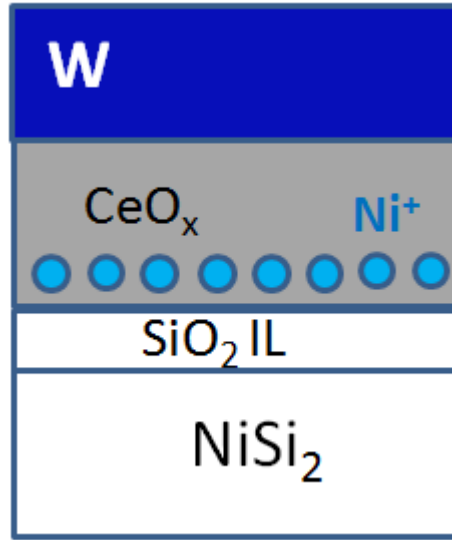 W
CeOₓ
Ni⁺
SiO₂ IL
NiSi₂